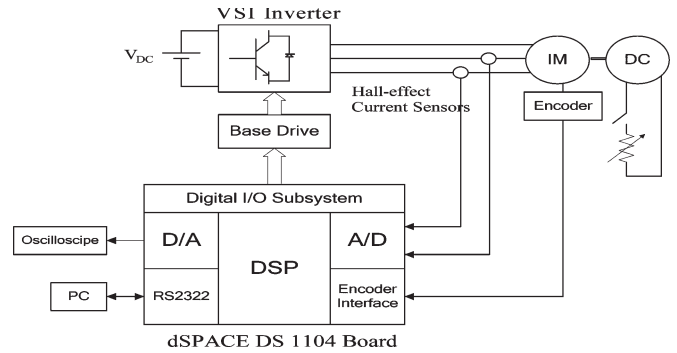 VSI Inverter
VDC
IM
DC
Hall-effect
Current Sensors
Encoder
Base Drive
Digital I/O Subsystem
D/A
A/D
Oscilloscipe
DSP
PC
RS2322
Encoder
Interface
dSPACE DS 1104 Board